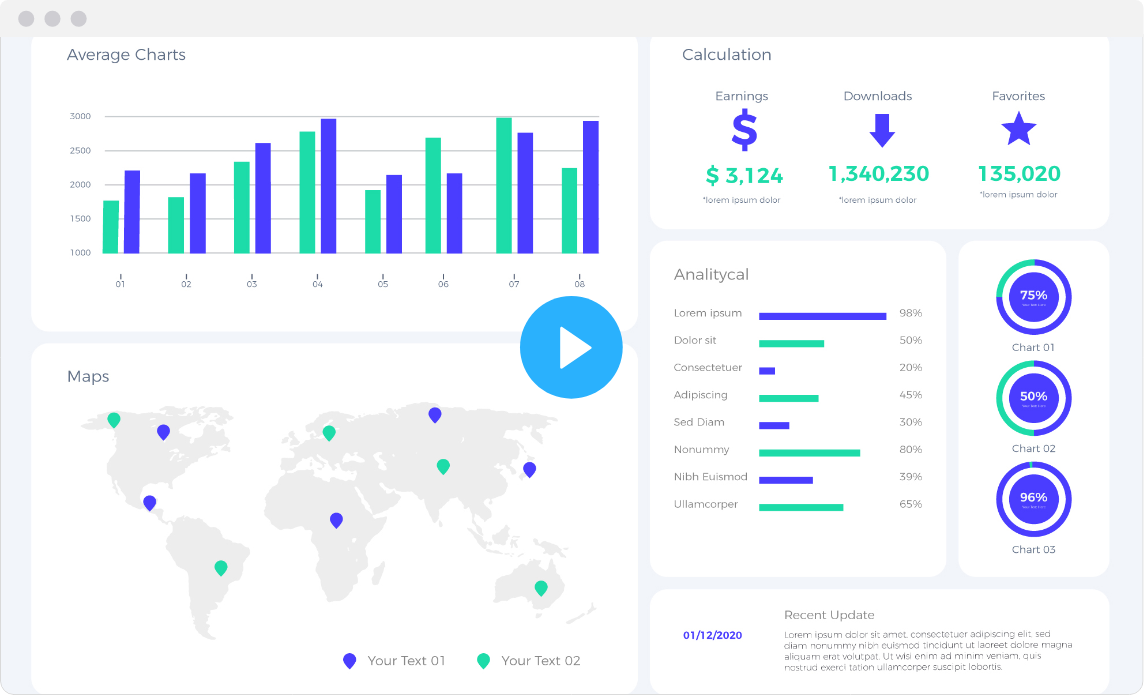 Average Charts
3000
2500
2000
1500
1000
01 02 03 04 05 06 07 08
Calculation
Earnings Downloads Favorites
$
$ 3,124 1,340,230 135,020
*lorem ipsum dolor *lorem ipsum dolor *lorem ipsum dolor
Maps
Your Text 01 Your Text 02
Analitycal
Lorem ipsum 98%
Dolor sit 50%
Consectetuer 20%
Adipiscing 45%
Sed Diam 30%
Nonummy 80%
Nibh Euismod 39%
Ullamcorper 65%
75%
Chart 01
50%
Chart 02
96%
Chart 03
Recent Update
01/12/2020
Lorem ipsum dolor sit amet, consectetuer adipiscing elit, sed
diam nonummy nibh euismod tincidunt ut laoreet dolore magna
aliquam erat volutpat. Ut wisi enim ad minim veniam, quis
nostrud exerci tation ullamcorper suscipit lobortis.